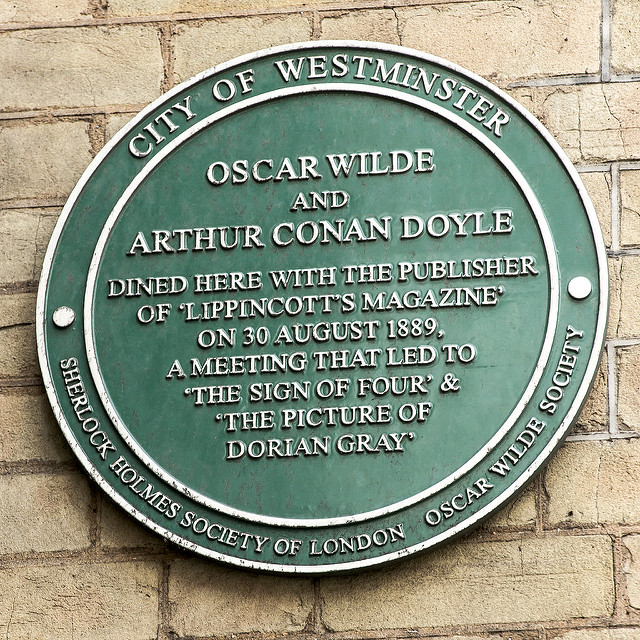 CITY OF WESTMINSTER
OSCAR WILDE
AND
ARTHUR CONAN DOYLE
DINED HERE WITH THE PUBLISHER
OF ‘LIPPINCOTT’S MAGAZINE’
ON 30 AUGUST 1889,
A MEETING THAT LED TO
‘THE SIGN OF FOUR’ &
‘THE PICTURE OF
DORIAN GRAY’
SHERLOCK HOLMES SOCIETY OF LONDON
OSCAR WILDE SOCIETY